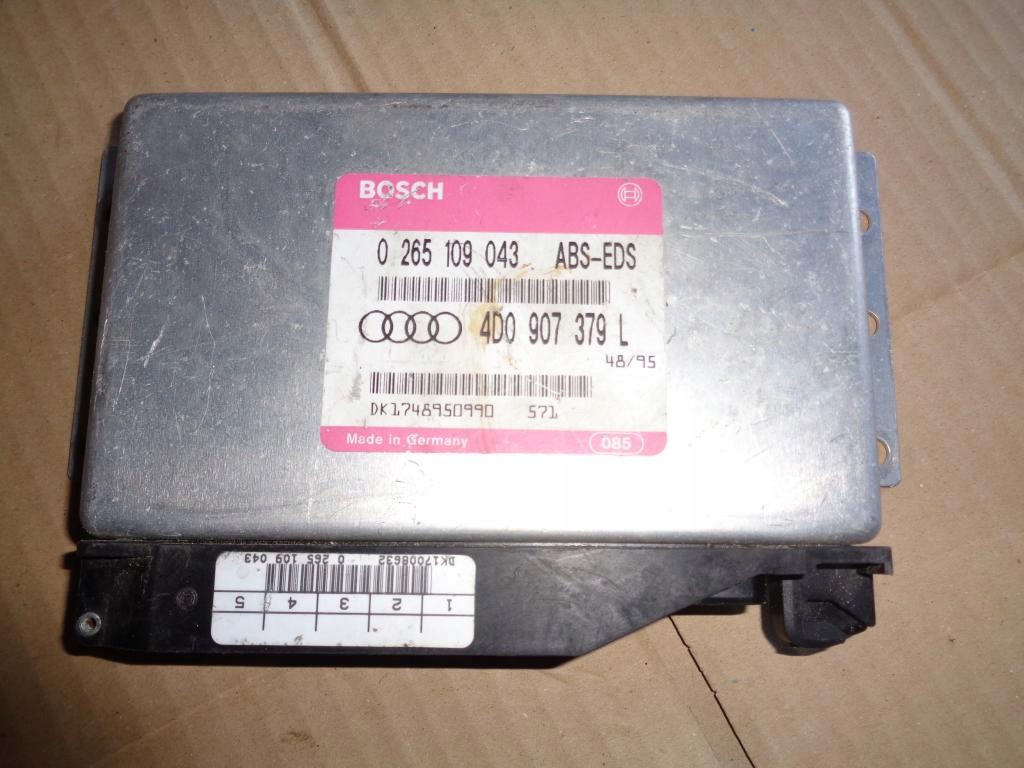 BOSCH
0 265 109 043 ABS-EDS
4D0 907 379 L
48/95
DK1748950990 571
Made in Germany 085
1 2 3 4 5
DK17008632 0 265 109 043